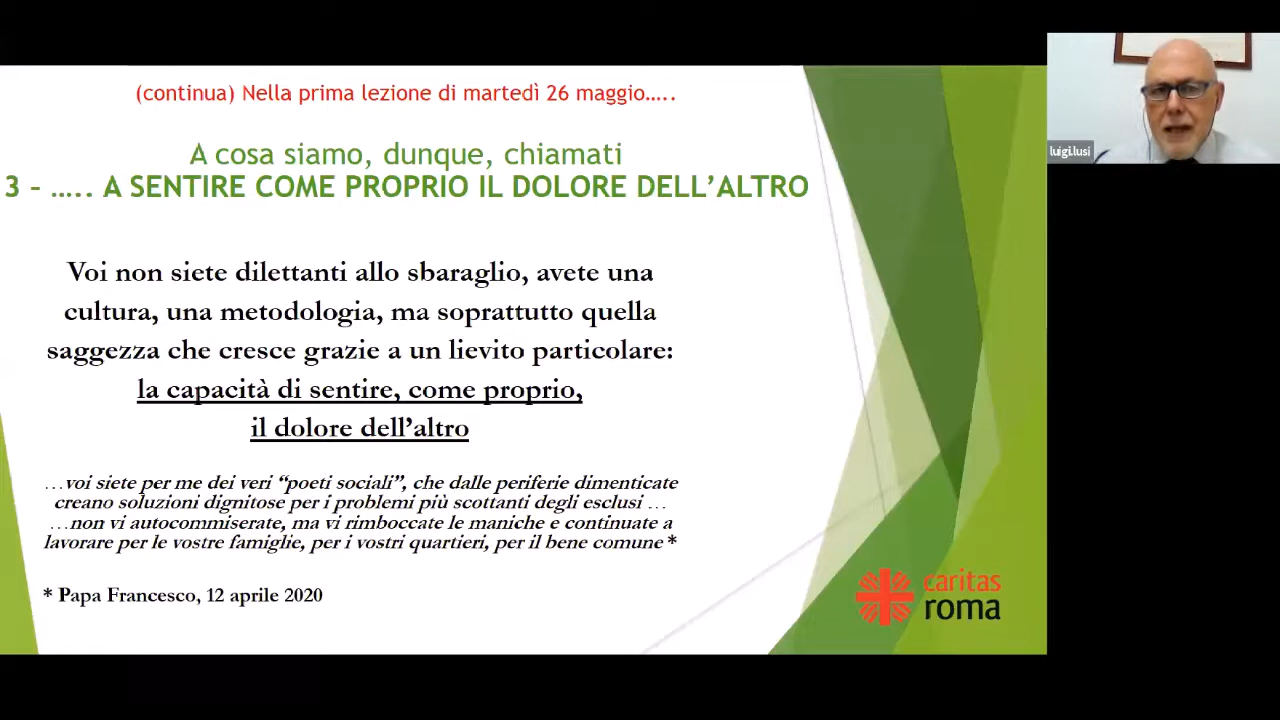 (continua) Nella prima lezione di martedì 26 maggio…..
A cosa siamo, dunque, chiamati
3 – ….. A SENTIRE COME PROPRIO IL DOLORE DELL’ALTRO
Voi non siete dilettanti allo sbaraglio, avete una
cultura, una metodologia, ma soprattutto quella
saggezza che cresce grazie a un lievito particolare:
la capacità di sentire, come proprio,
il dolore dell’altro
…voi siete per me dei veri “poeti sociali”, che dalle periferie dimenticate
creano soluzioni dignitose per i problemi più scottanti degli esclusi …
…non vi autocommiserate, ma vi rimboccate le maniche e continuate a
lavorare per le vostre famiglie, per i vostri quartieri, per il bene comune *
* Papa Francesco, 12 aprile 2020
caritas
roma
luigi.lusi